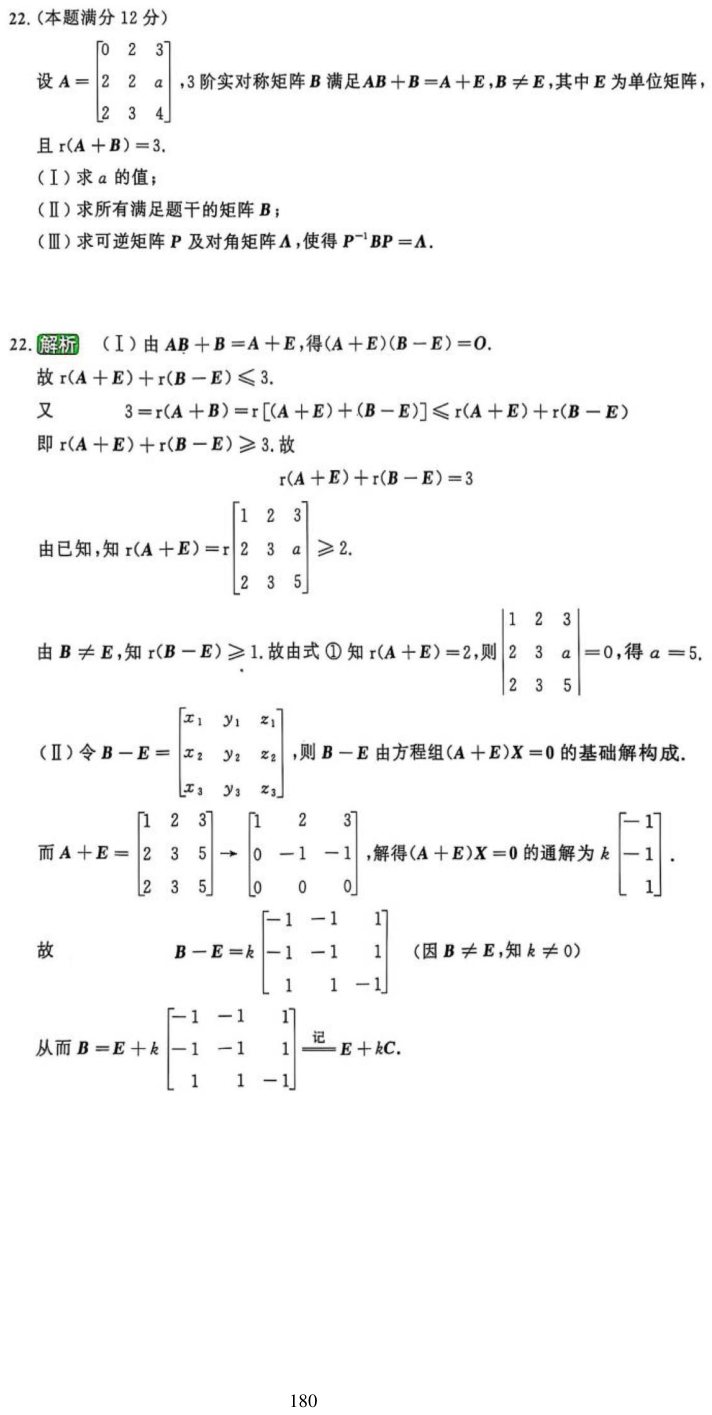 22.(本题满分 12 分)
设 A = [0 2 3; 2 2 a; 2 3 4], 3 阶实对称矩阵 B 满足AB+B=A+E,B≠E,其中 E 为单位矩阵,
且 r(A+B)=3.
(Ⅰ)求 a 的值;
(Ⅱ)求所有满足题干的矩阵 B;
(Ⅲ)求可逆矩阵 P 及对角矩阵Λ,使得 P⁻¹BP=Λ.
22. 解析 (Ⅰ)由 AB+B=A+E,得(A+E)(B-E)=O.
故 r(A+E)+r(B-E)≤3.
又 3=r(A+B)=r[(A+E)+(B-E)]≤r(A+E)+r(B-E)
即 r(A+E)+r(B-E)≥3.故
r(A+E)+r(B-E)=3
由已知,知 r(A+E)=r[1 2 3; 2 3 a; 2 3 5]≥2.
由 B≠E,知 r(B-E)≥1.故由式①知 r(A+E)=2,则|1 2 3; 2 3 a; 2 3 5|=0,得 a=5.
(Ⅱ)令 B-E=[x₁ y₁ z₁; x₂ y₂ z₂; x₃ y₃ z₃],则 B-E 由方程组(A+E)X=0 的基础解构成.
而 A+E=[1 2 3; 2 3 5; 2 3 5]→[1 2 3; 0 -1 -1; 0 0 0],解得(A+E)X=0 的通解为 k[-1; -1; 1].
故 B-E=k[-1 -1 1; -1 -1 1; 1 1 -1] (因 B≠E,知 k≠0)
从而 B=E+k[-1 -1 1; -1 -1 1; 1 1 -1] 记 E+kC.
180